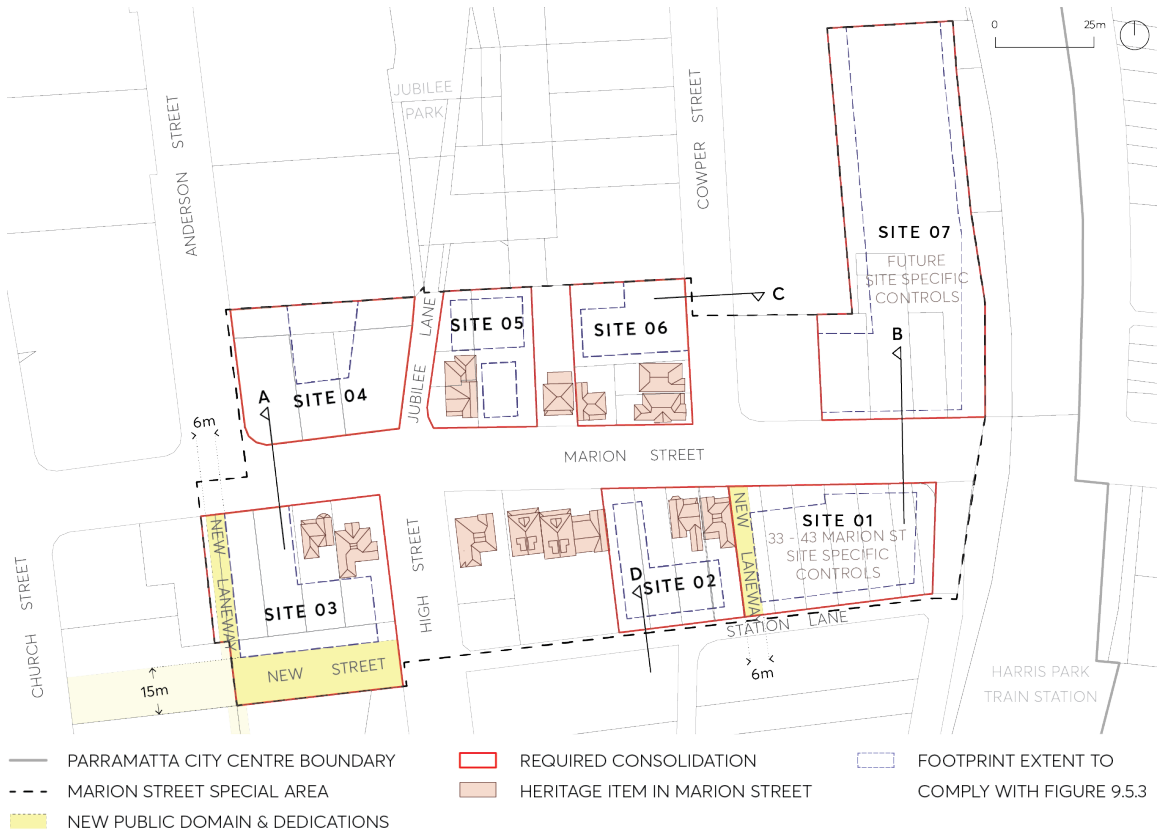 0 25m
JUBILEE
PARK
ANDERSON STREET
COWPER STREET
SITE 07
FUTURE
SITE SPECIFIC
CONTROLS
C
B
JUBILEE LANE
SITE 05
SITE 06
SITE 04
A
6m
MARION STREET
NEW LANEWAY
SITE 03
HIGH STREET
CHURCH STREET
D
SITE 02
NEW LANEWA
SITE 01
33 - 43 MARION ST
SITE SPECIFIC
CONTROLS
STATION LANE
6m
NEW STREET
15m
HARRIS PARK
TRAIN STATION
PARRAMATTA CITY CENTRE BOUNDARY
MARION STREET SPECIAL AREA
NEW PUBLIC DOMAIN & DEDICATIONS
REQUIRED CONSOLIDATION
HERITAGE ITEM IN MARION STREET
FOOTPRINT EXTENT TO
COMPLY WITH FIGURE 9.5.3